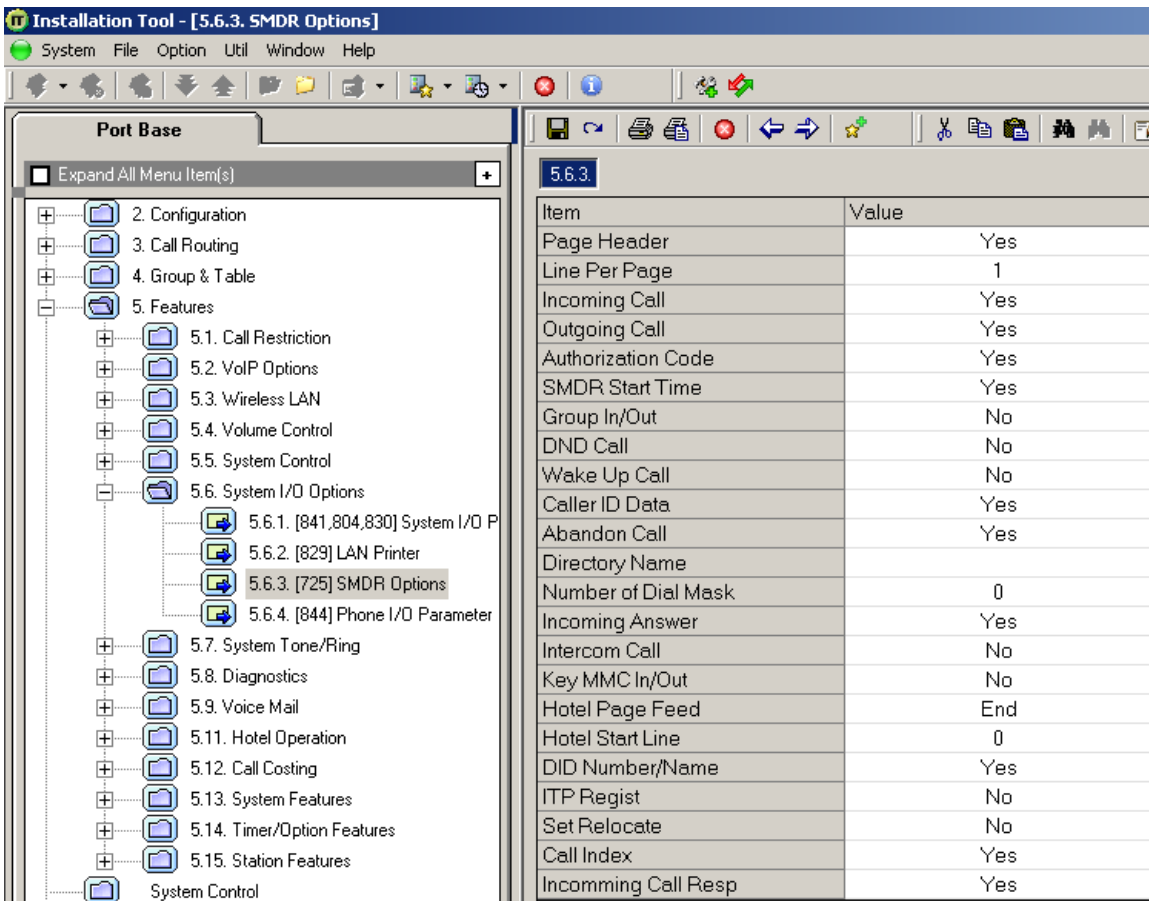 Installation Tool - [5.6.3. SMDR Options]
System File Option Util Window Help
Port Base
Expand All Menu Item(s)
2. Configuration
3. Call Routing
4. Group & Table
5. Features
5.1. Call Restriction
5.2. VoIP Options
5.3. Wireless LAN
5.4. Volume Control
5.5. System Control
5.6. System I/O Options
5.6.1. [841,804,830] System I/O P
5.6.2. [829] LAN Printer
5.6.3. [725] SMDR Options
5.6.4. [844] Phone I/O Parameter
5.7. System Tone/Ring
5.8. Diagnostics
5.9. Voice Mail
5.11. Hotel Operation
5.12. Call Costing
5.13. System Features
5.14. Timer/Option Features
5.15. Station Features
System Control
5.6.3.
Item Value
Page Header Yes
Line Per Page 1
Incoming Call Yes
Outgoing Call Yes
Authorization Code Yes
SMDR Start Time Yes
Group In/Out No
DND Call No
Wake Up Call No
Caller ID Data Yes
Abandon Call Yes
Directory Name
Number of Dial Mask 0
Incoming Answer Yes
Intercom Call No
Key MMC In/Out No
Hotel Page Feed End
Hotel Start Line 0
DID Number/Name Yes
ITP Regist No
Set Relocate No
Call Index Yes
Incomming Call Resp Yes